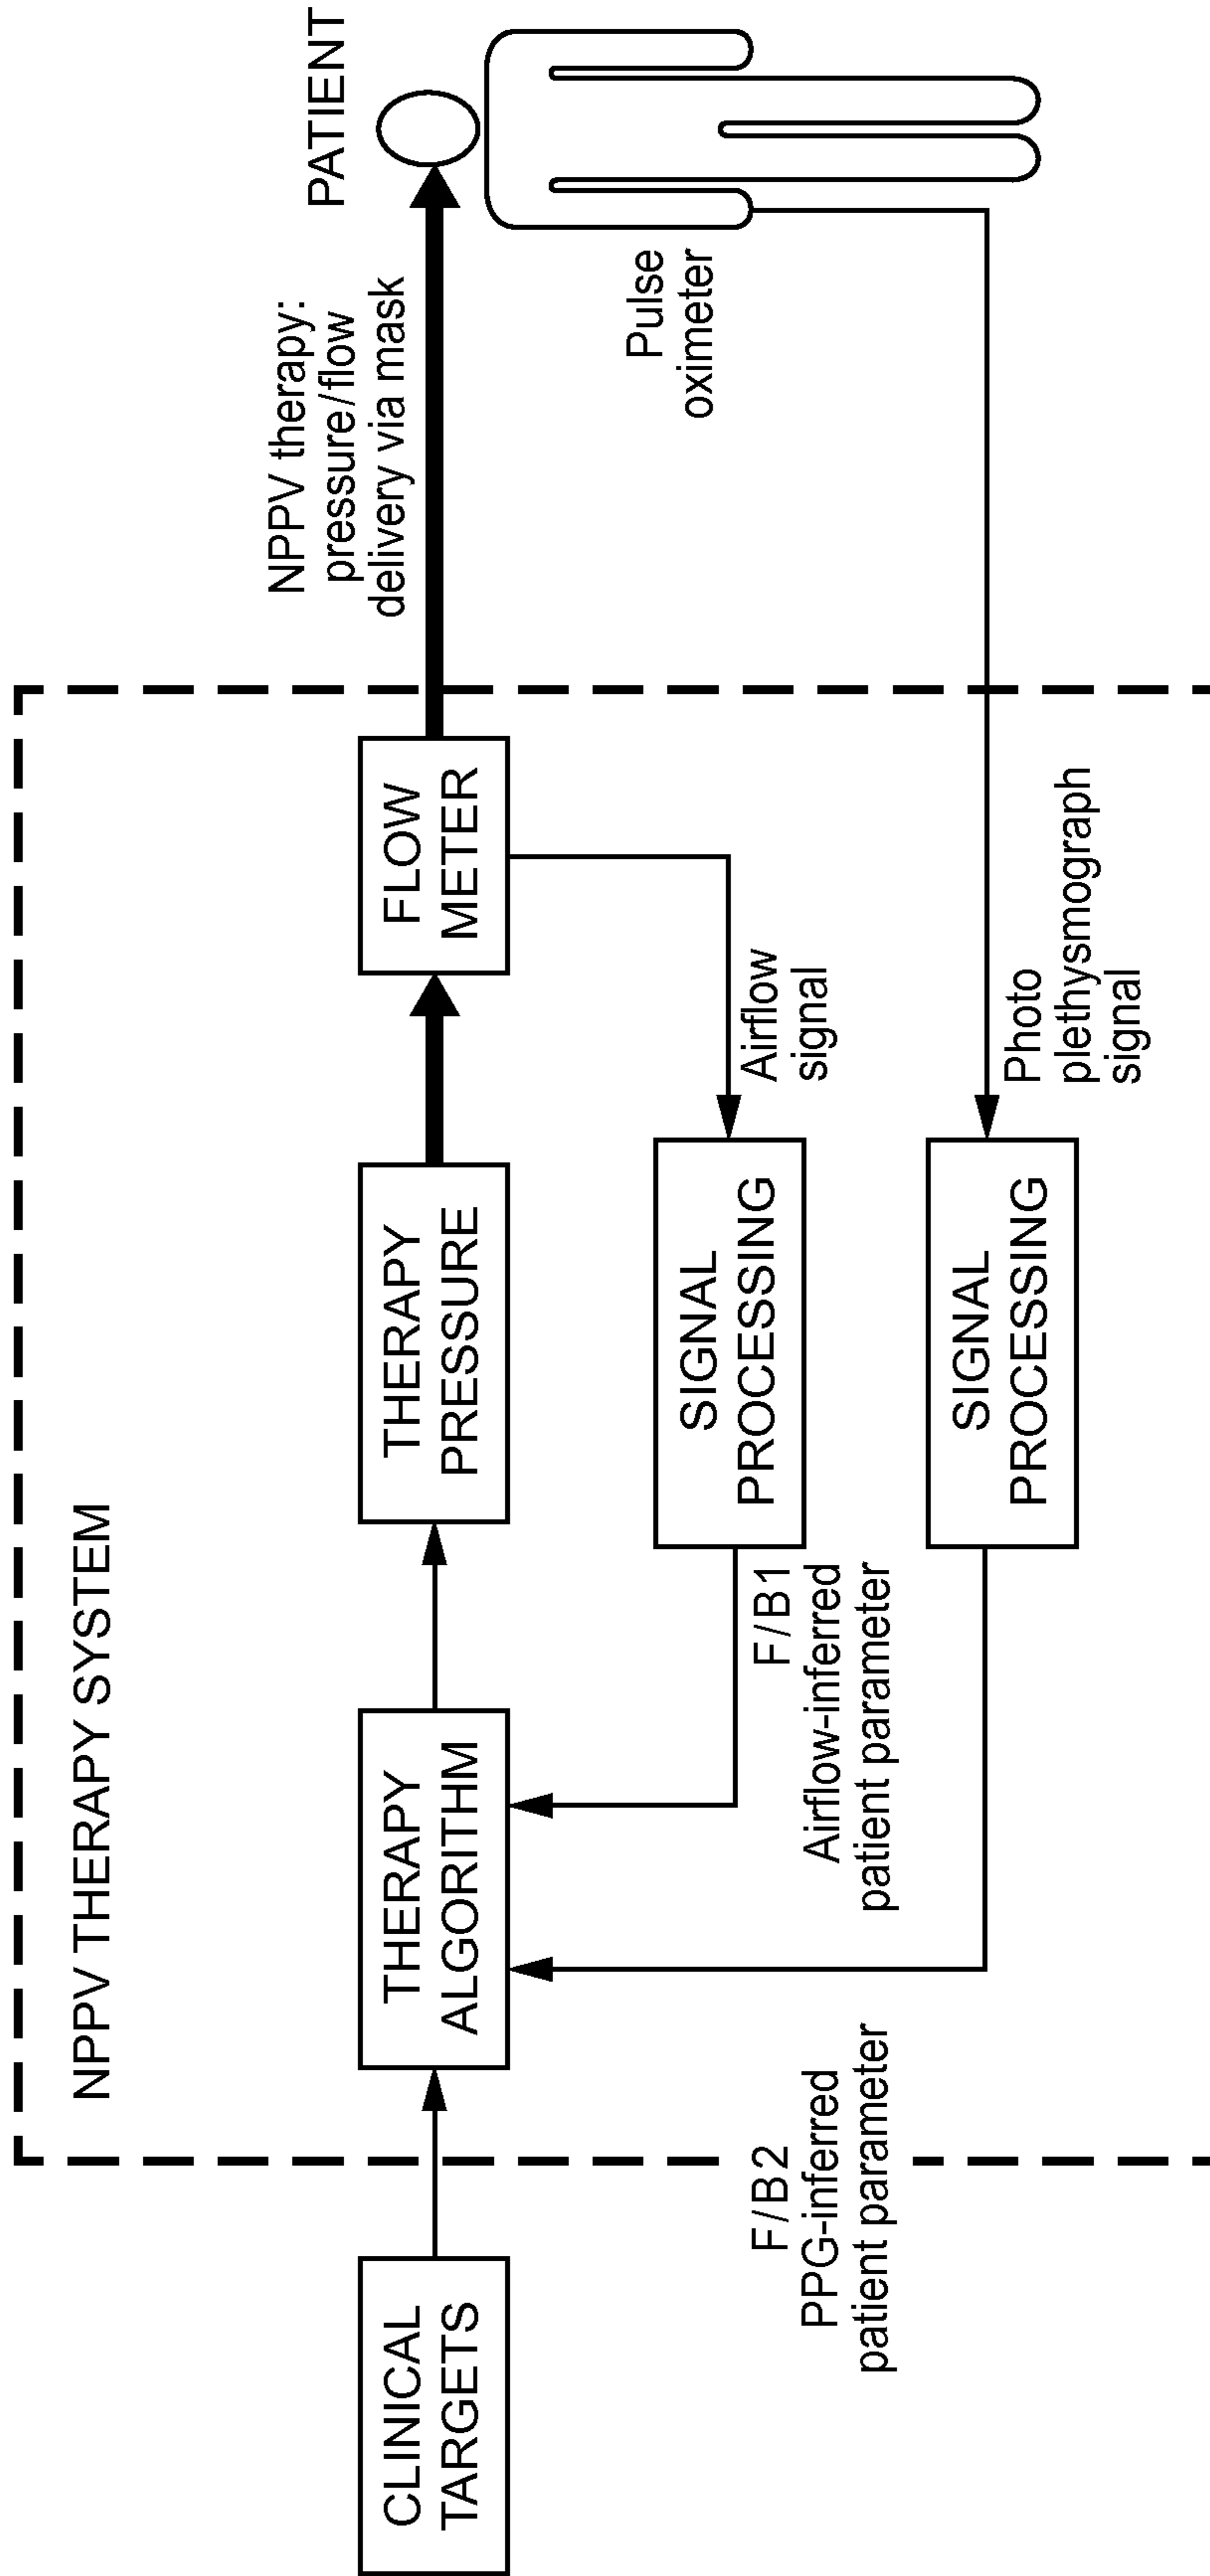 NPPV THERAPY SYSTEM
PATIENT
NPPV therapy:
pressure/flow
delivery via mask
CLINICAL
TARGETS
THERAPY
ALGORITHM
THERAPY
PRESSURE
FLOW
METER
Pulse
oximeter
F/B1
Airflow-inferred
patient parameter
SIGNAL
PROCESSING
Airflow
signal
F/B2
PPG-inferred
patient parameter
SIGNAL
PROCESSING
Photo
plethysmograph
signal